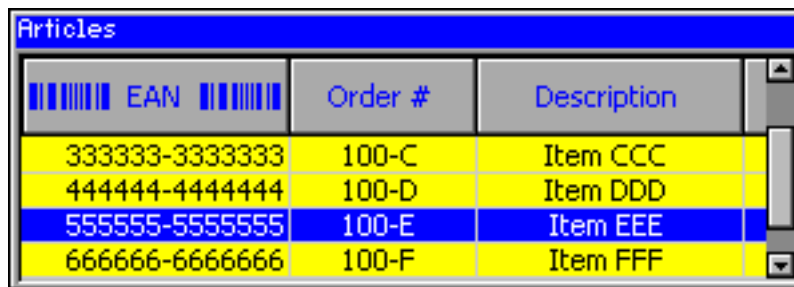 Articles
EAN Order # Description
333333-3333333 100-C Item CCC
444444-4444444 100-D Item DDD
555555-5555555 100-E Item EEE
666666-6666666 100-F Item FFF